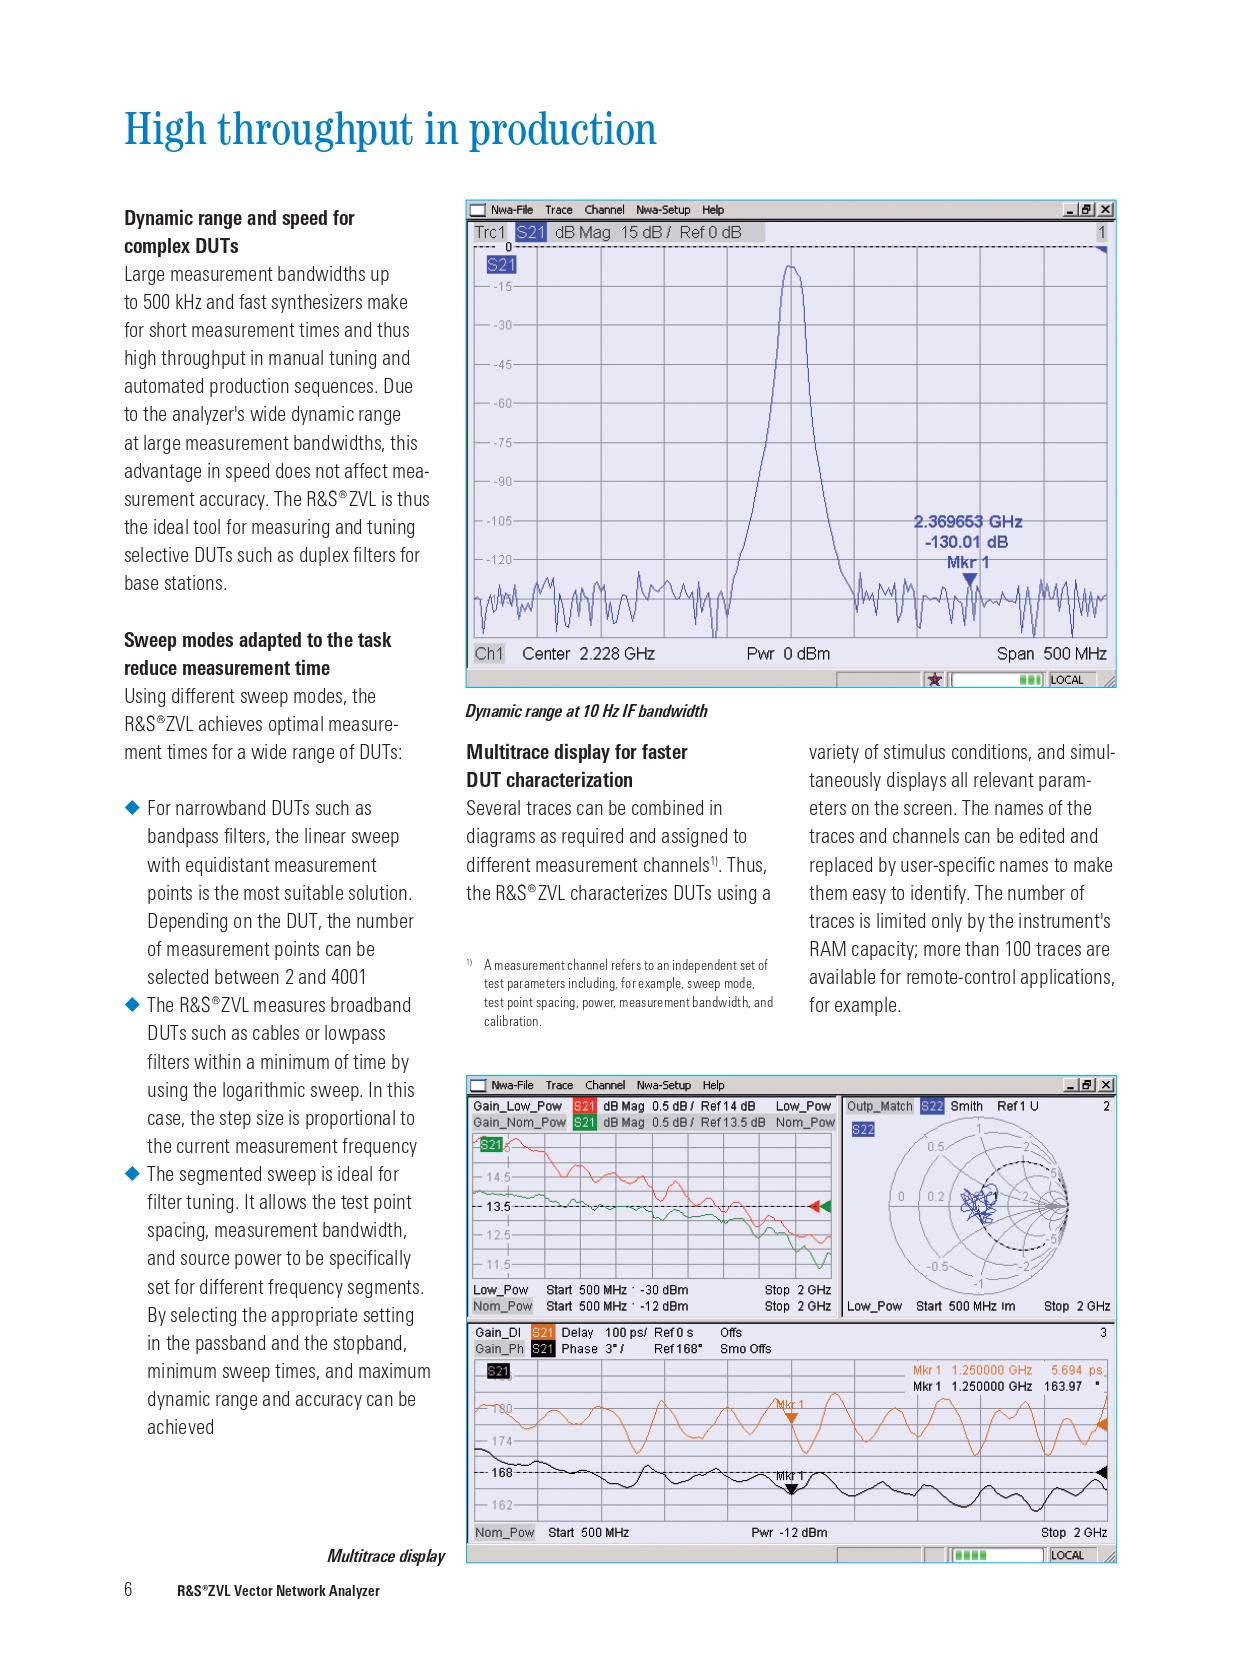 High throughput in production
Dynamic range and speed for
complex DUTs
Large measurement bandwidths up
to 500 kHz and fast synthesizers make
for short measurement times and thus
high throughput in manual tuning and
automated production sequences. Due
to the analyzer's wide dynamic range
at large measurement bandwidths, this
advantage in speed does not affect mea-
surement accuracy. The R&S®ZVL is thus
the ideal tool for measuring and tuning
selective DUTs such as duplex filters for
base stations.
Sweep modes adapted to the task
reduce measurement time
Using different sweep modes, the
R&S®ZVL achieves optimal measure-
ment times for a wide range of DUTs:
◆ For narrowband DUTs such as
bandpass filters, the linear sweep
with equidistant measurement
points is the most suitable solution.
Depending on the DUT, the number
of measurement points can be
selected between 2 and 4001
◆ The R&S®ZVL measures broadband
DUTs such as cables or lowpass
filters within a minimum of time by
using the logarithmic sweep. In this
case, the step size is proportional to
the current measurement frequency
◆ The segmented sweep is ideal for
filter tuning. It allows the test point
spacing, measurement bandwidth,
and source power to be specifically
set for different frequency segments.
By selecting the appropriate setting
in the passband and the stopband,
minimum sweep times, and maximum
dynamic range and accuracy can be
achieved
Nwa-File Trace Channel Nwa-Setup Help
Trc1 S21 dB Mag 15 dB / Ref 0 dB 1
0
S21
-15
-30
-45
-60
-75
-90
-105
2.369653 GHz
-130.01 dB
-120
Mkr 1
Ch1 Center 2.228 GHz Pwr 0 dBm Span 500 MHz
LOCAL
Dynamic range at 10 Hz IF bandwidth
Multitrace display for faster
DUT characterization
Several traces can be combined in
diagrams as required and assigned to
different measurement channels1). Thus,
the R&S®ZVL characterizes DUTs using a
1) A measurement channel refers to an independent set of
test parameters including, for example, sweep mode,
test point spacing, power, measurement bandwidth, and
calibration.
variety of stimulus conditions, and simul-
taneously displays all relevant param-
eters on the screen. The names of the
traces and channels can be edited and
replaced by user-specific names to make
them easy to identify. The number of
traces is limited only by the instrument's
RAM capacity; more than 100 traces are
available for remote-control applications,
for example.
Nwa-File Trace Channel Nwa-Setup Help
Gain_Low_Pow S21 dB Mag 0.5 dB / Ref 14 dB Low_Pow
Gain_Nom_Pow S21 dB Mag 0.5 dB / Ref 13.5 dB Nom_Pow
S21
14.5
13.5
12.5
11.5
Low_Pow Start 500 MHz -30 dBm Stop 2 GHz
Nom_Pow Start 500 MHz -12 dBm Stop 2 GHz
Outp_Match S22 Smith Ref 1 U 2
S22
1
0.5 2
5
0 0.2 1 2
-5
-0.5 -2
-1
Low_Pow Start 500 MHz Stop 2 GHz
Gain_Dl S21 Delay 100 ps/ Ref 0 s Offs 3
Gain_Ph S21 Phase 3° / Ref 168° Smo Offs
S21
Mkr 1 1.250000 GHz 5.694 ps
Mkr 1 1.250000 GHz 163.97 °
180
Mkr 1
174
168
Mkr 1
162
Nom_Pow Start 500 MHz Pwr -12 dBm Stop 2 GHz
LOCAL
Multitrace display
6 R&S®ZVL Vector Network Analyzer